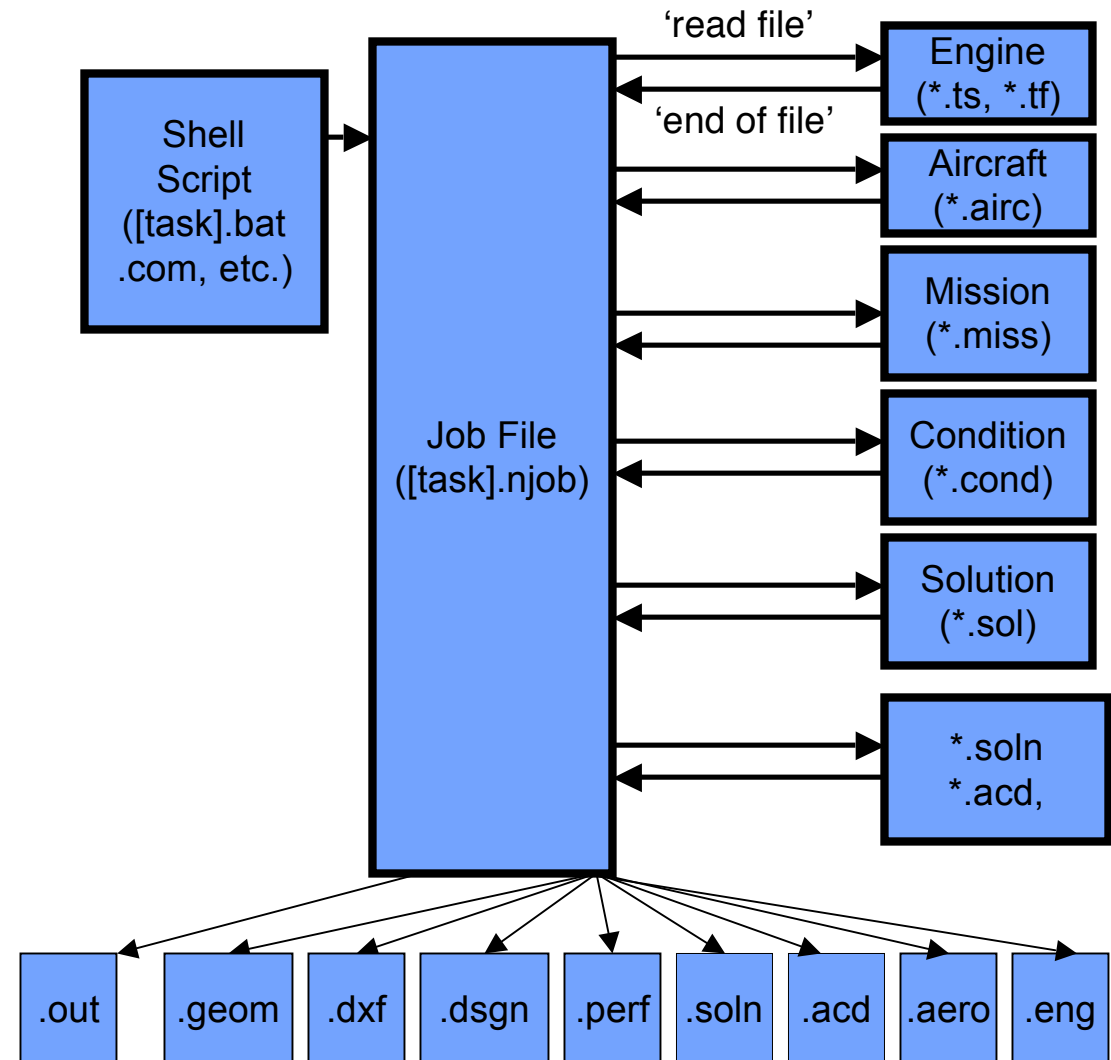 ‘read file’
Engine
(*.ts, *.tf)
‘end of file’
Shell
Script
([task].bat
.com, etc.)
Aircraft
(*.airc)
Mission
(*.miss)
Job File
([task].njob)
Condition
(*.cond)
Solution
(*.sol)
*.soln
*.acd,
.out
.geom
.dxf
.dsgn
.perf
.soln
.acd
.aero
.eng